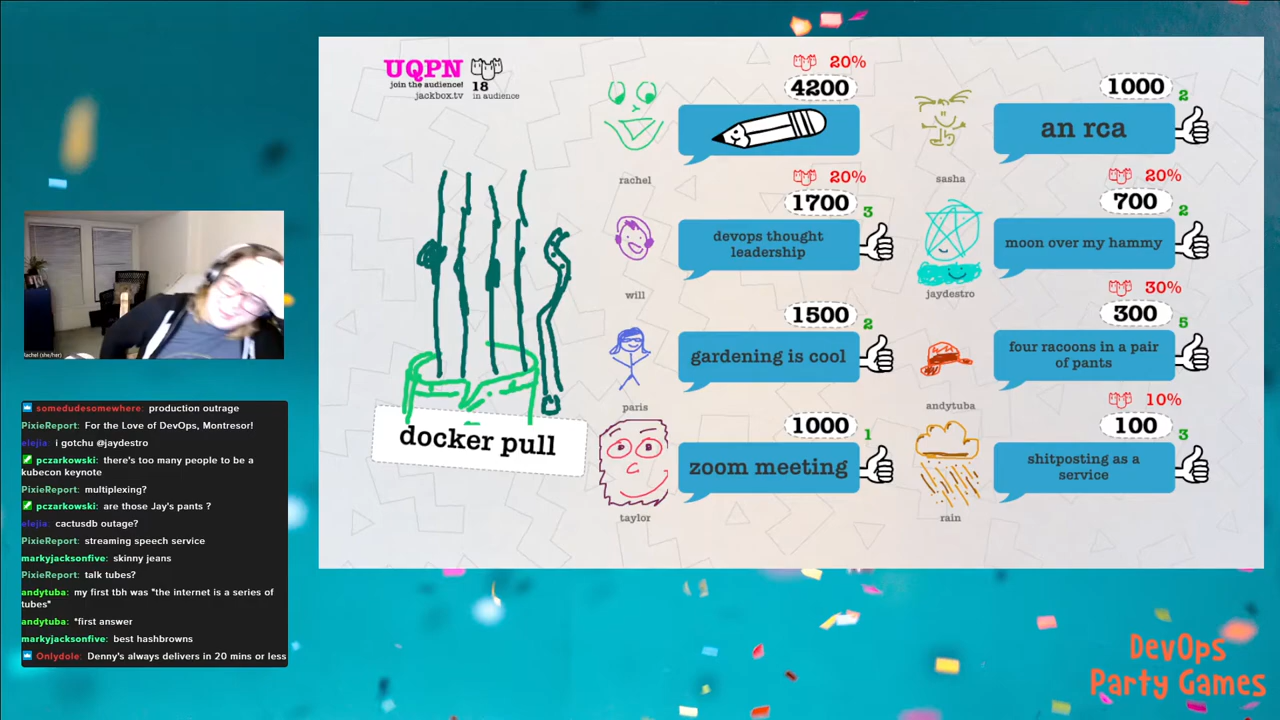 UQPN
join the audience!
jackbox.tv
18
in audience
docker pull
20%
4200
rachel
20%
1700
3
devops thought
leadership
will
1500
2
gardening is cool
paris
1000
1
zoom meeting
taylor
1000
2
an rca
sasha
20%
700
2
moon over my hammy
jaydestro
30%
300
5
four racoons in a pair
of pants
andytuba
10%
100
3
shitposting as a
service
rain
Rachel (she/her)
somedudesomewhere: production outrage
PixieReport: For the Love of DevOps, Montresor!
elejia: i gotchu @jaydestro
pczarkowski: there's too many people to be a
kubecon keynote
PixieReport: multiplexing?
pczarkowski: are those Jay's pants ?
elejia: cactusdb outage?
PixieReport: streaming speech service
markyjacksonfive: skinny jeans
PixieReport: talk tubes?
andytuba: my first tbh was "the internet is a series of
tubes"
andytuba: *first answer
markyjacksonfive: best hashbrowns
Onlydole: Denny's always delivers in 20 mins or less
DevOps
Party Games